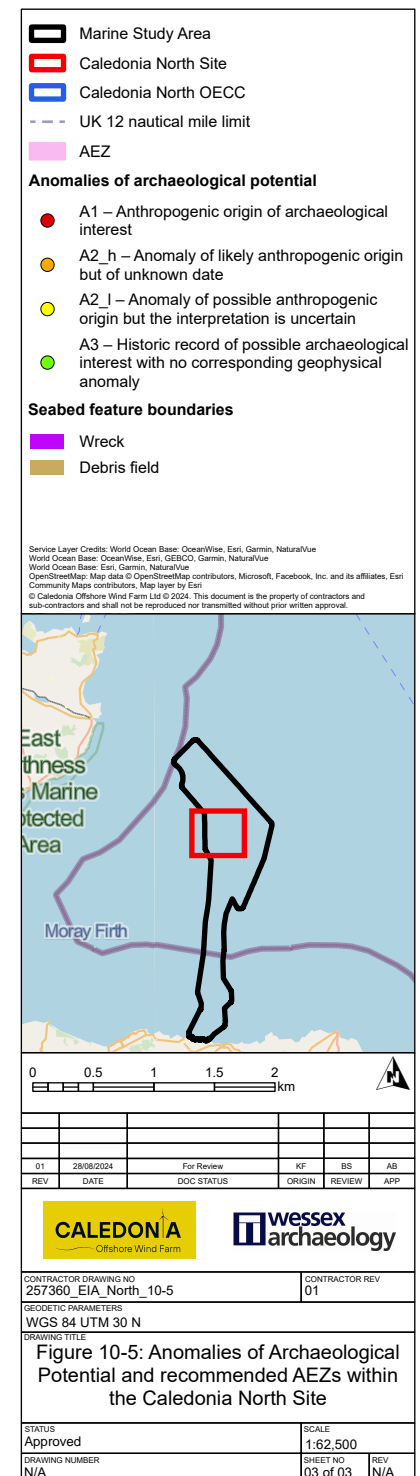 Marine Study Area
Caledonia North Site
Caledonia North OECC
UK 12 nautical mile limit
AEZ
Anomalies of archaeological potential
A1 – Anthropogenic origin of archaeological
interest
A2_h – Anomaly of likely anthropogenic origin
but of unknown date
A2_l – Anomaly of possible anthropogenic
origin but the interpretation is uncertain
A3 – Historic record of possible archaeological
interest with no corresponding geophysical
anomaly
Seabed feature boundaries
Wreck
Debris field
Service Layer Credits: World Ocean Base: OceanWise, Esri, Garmin, NaturalVue
World Ocean Base: OceanWise, Esri, GEBCO, Garmin, NaturalVue
World Ocean Base: Esri, Garmin, NaturalVue
OpenStreetMap: Map data © OpenStreetMap contributors, Microsoft, Facebook, Inc. and its affiliates, Esri
Community Maps contributors, Map layer by Esri
© Caledonia Offshore Wind Farm Ltd © 2024. This document is the property of contractors and
sub-contractors and shall not be reproduced nor transmitted without prior written approval.
East
thness
s Marine
otected
Area
Moray Firth
0 0.5 1 1.5 2
km
N
01 28/08/2024 For Review KF BS AB
REV DATE DOC STATUS ORIGIN REVIEW APP
CALEDONIA
Offshore Wind Farm
wessex
archaeology
CONTRACTOR DRAWING NO CONTRACTOR REV
257360_EIA_North_10-5 01
GEODETIC PARAMETERS
WGS 84 UTM 30 N
DRAWING TITLE
Figure 10-5: Anomalies of Archaeological
Potential and recommended AEZs within
the Caledonia North Site
STATUS SCALE
Approved 1:62,500
DRAWING NUMBER SHEET NO REV
N/A 03 of 03 N/A